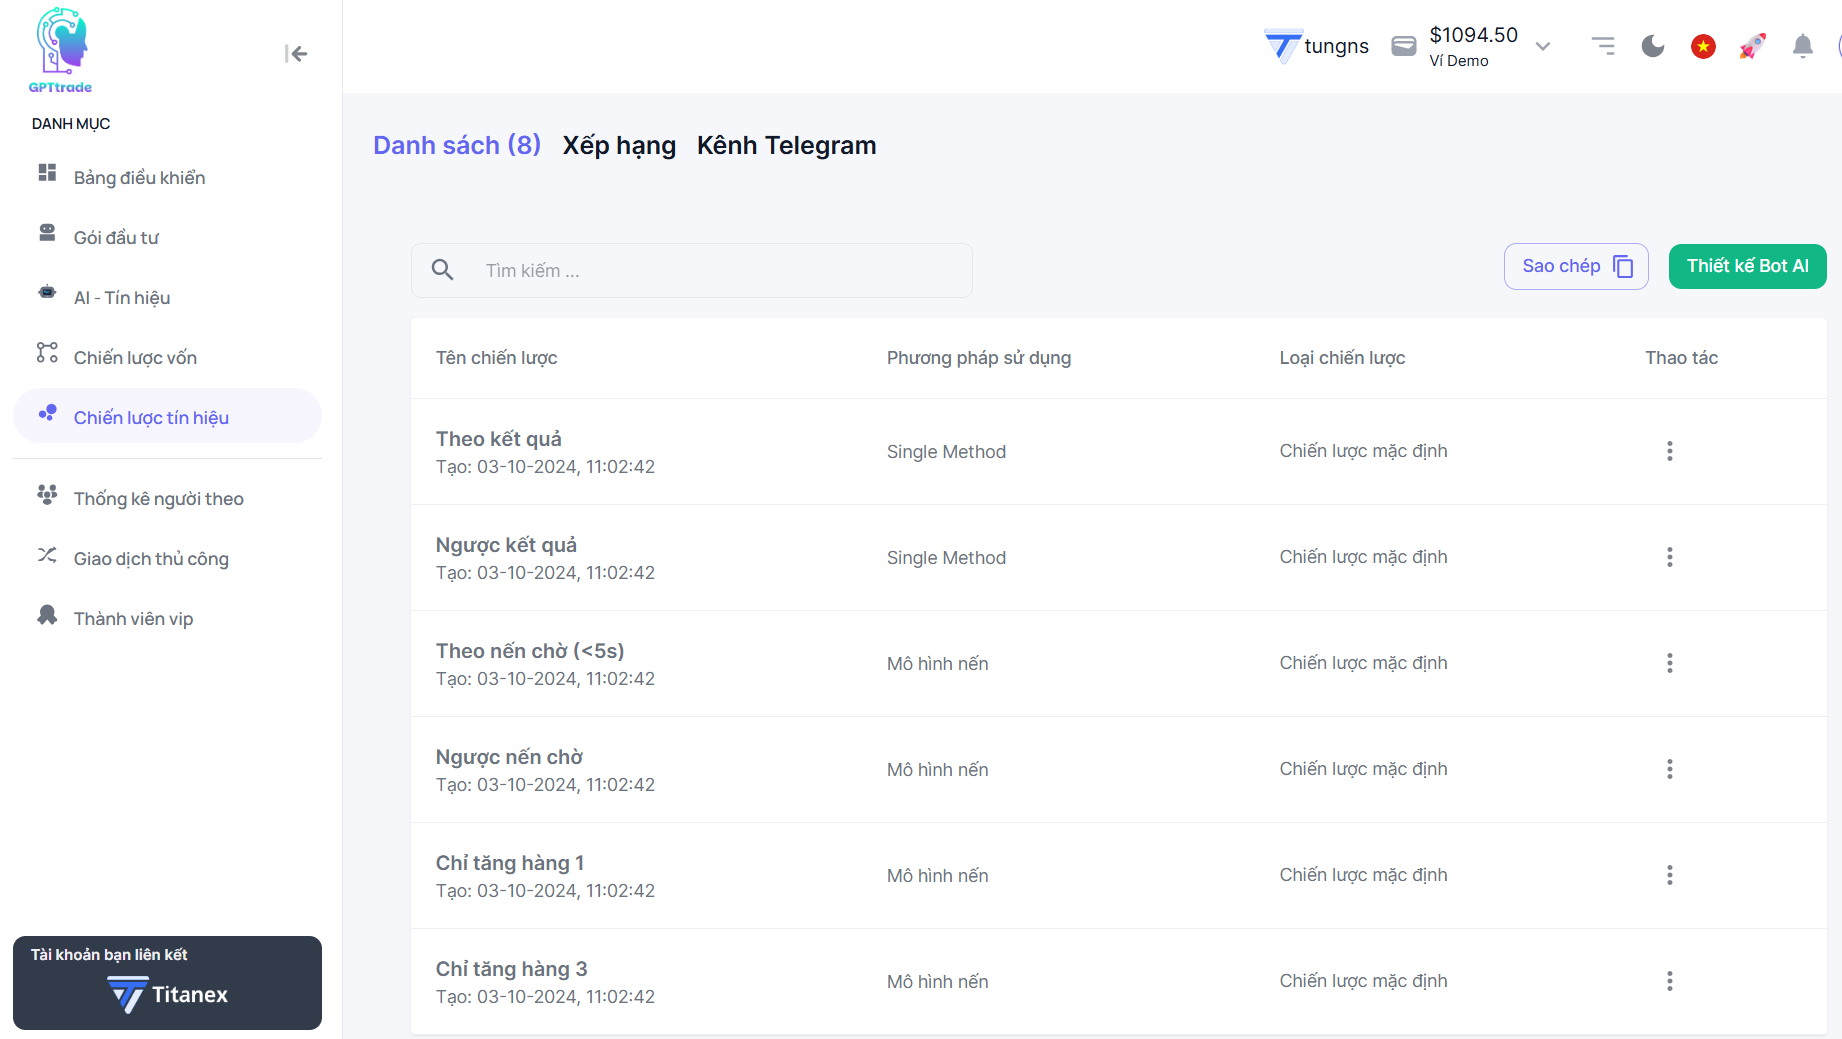 GPTtrade
DANH MỤC
Bảng điều khiển
Gói đầu tư
AI - Tín hiệu
Chiến lược vốn
Chiến lược tín hiệu
Thống kê người theo
Giao dịch thủ công
Thành viên vip
Tài khoản bạn liên kết
Titanex
tungns
$1094.50
Ví Demo
Danh sách (8) Xếp hạng Kênh Telegram
Tìm kiếm ...
Sao chép
Thiết kế Bot AI
Tên chiến lược Phương pháp sử dụng Loại chiến lược Thao tác
Theo kết quả
Tạo: 03-10-2024, 11:02:42
Single Method
Chiến lược mặc định
Ngược kết quả
Tạo: 03-10-2024, 11:02:42
Single Method
Chiến lược mặc định
Theo nến chờ (<5s)
Tạo: 03-10-2024, 11:02:42
Mô hình nến
Chiến lược mặc định
Ngược nến chờ
Tạo: 03-10-2024, 11:02:42
Mô hình nến
Chiến lược mặc định
Chỉ tăng hàng 1
Tạo: 03-10-2024, 11:02:42
Mô hình nến
Chiến lược mặc định
Chỉ tăng hàng 3
Tạo: 03-10-2024, 11:02:42
Mô hình nến
Chiến lược mặc định